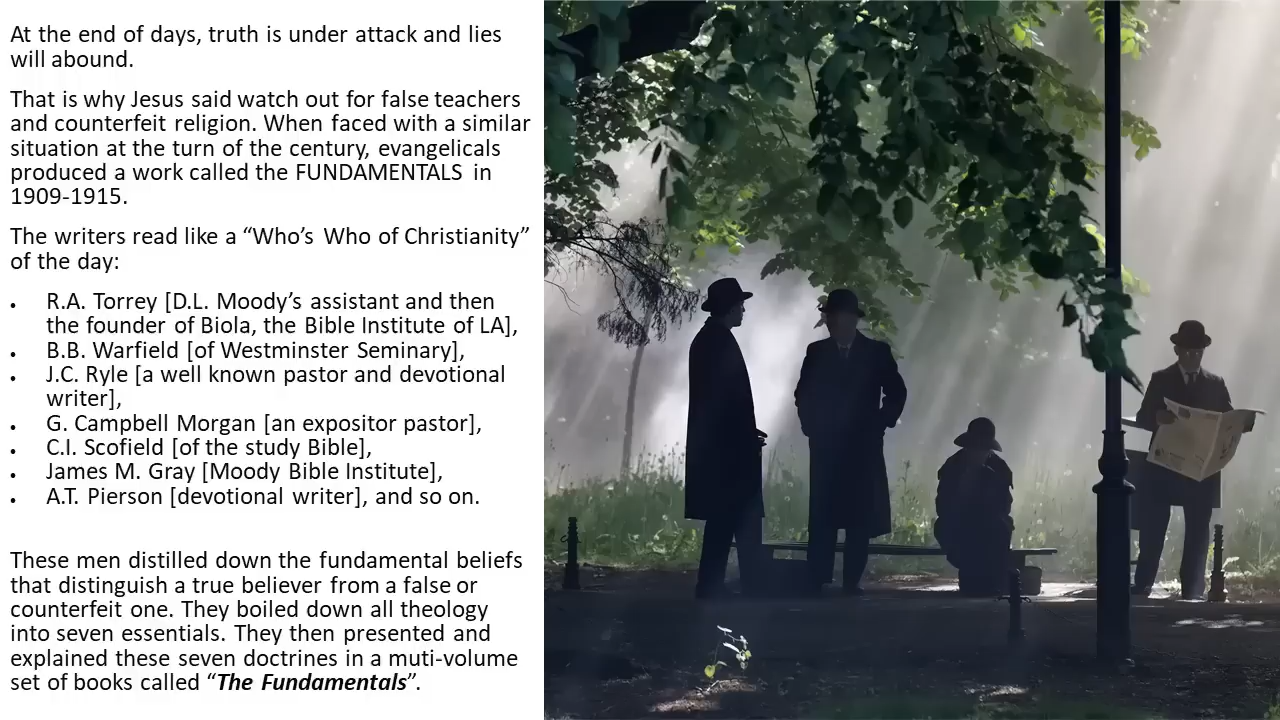 At the end of days, truth is under attack and lies
will abound.
That is why Jesus said watch out for false teachers
and counterfeit religion. When faced with a similar
situation at the turn of the century, evangelicals
produced a work called the FUNDAMENTALS in
1909-1915.
The writers read like a “Who’s Who of Christianity”
of the day:
• R.A. Torrey [D.L. Moody’s assistant and then
the founder of Biola, the Bible Institute of LA],
• B.B. Warfield [of Westminster Seminary],
• J.C. Ryle [a well known pastor and devotional
writer],
• G. Campbell Morgan [an expositor pastor],
• C.I. Scofield [of the study Bible],
• James M. Gray [Moody Bible Institute],
• A.T. Pierson [devotional writer], and so on.
These men distilled down the fundamental beliefs
that distinguish a true believer from a false or
counterfeit one. They boiled down all theology
into seven essentials. They then presented and
explained these seven doctrines in a muti-volume
set of books called “The Fundamentals”.